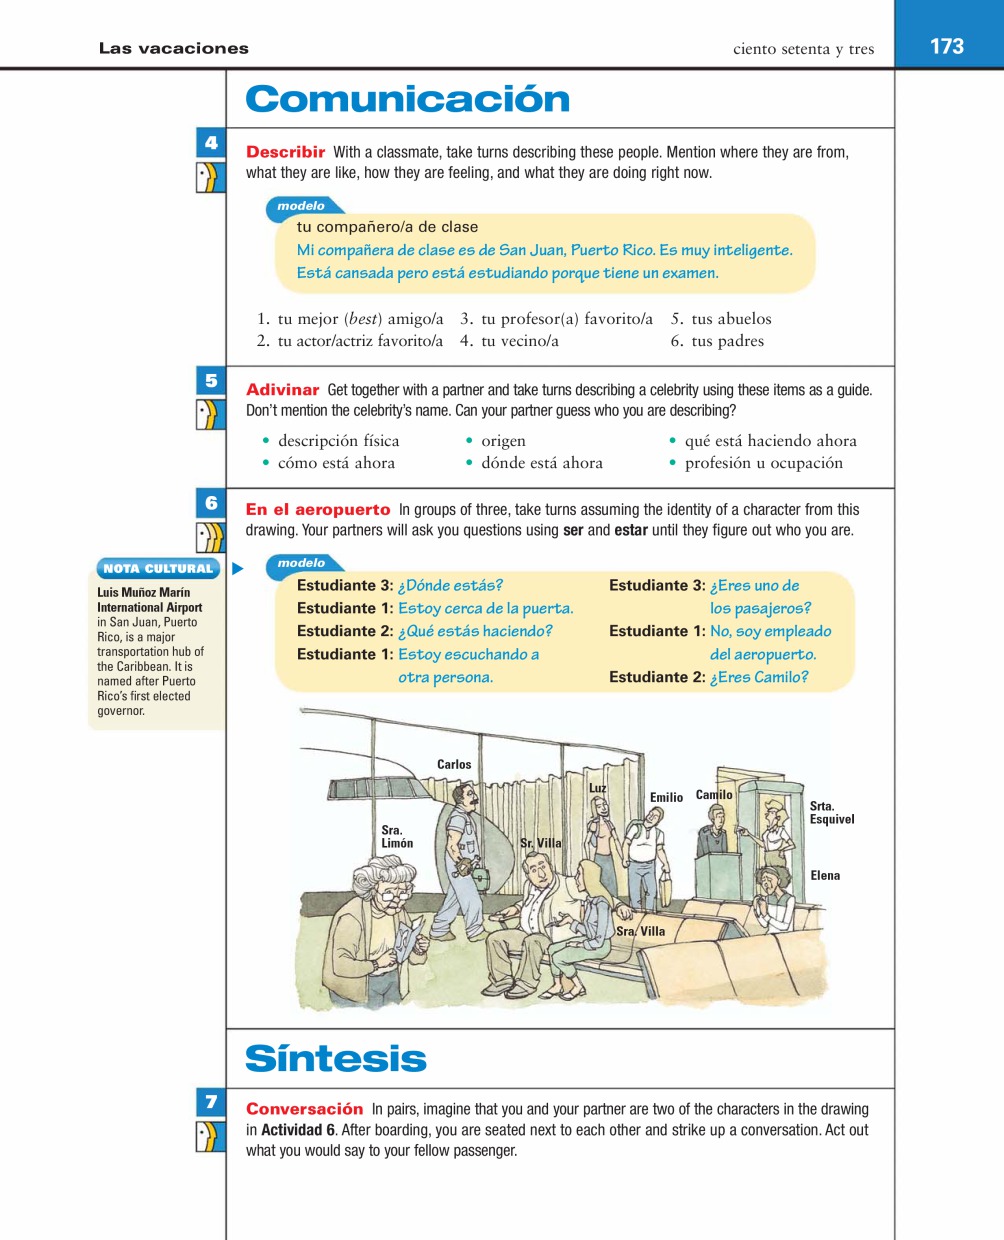 Las vacaciones
ciento setenta y tres
173
Comunicación
4
Describir With a classmate, take turns describing these people. Mention where they are from,
what they are like, how they are feeling, and what they are doing right now.
modelo
tu compañero/a de clase
Mi compañera de clase es de San Juan, Puerto Rico. Es muy inteligente.
Está cansada pero está estudiando porque tiene un examen.
1. tu mejor (best) amigo/a
2. tu actor/actriz favorito/a
3. tu profesor(a) favorito/a
4. tu vecino/a
5. tus abuelos
6. tus padres
5
Adivinar Get together with a partner and take turns describing a celebrity using these items as a guide.
Don't mention the celebrity's name. Can your partner guess who you are describing?
• descripción física
• cómo está ahora
• origen
• dónde está ahora
• qué está haciendo ahora
• profesión u ocupación
6
En el aeropuerto In groups of three, take turns assuming the identity of a character from this
drawing. Your partners will ask you questions using ser and estar until they figure out who you are.
NOTA CULTURAL
Luis Muñoz Marín
International Airport
in San Juan, Puerto
Rico, is a major
transportation hub of
the Caribbean. It is
named after Puerto
Rico's first elected
governor.
modelo
Estudiante 3: ¿Dónde estás?
Estudiante 1: Estoy cerca de la puerta.
Estudiante 2: ¿Qué estás haciendo?
Estudiante 1: Estoy escuchando a
otra persona.
Estudiante 3: ¿Eres uno de
los pasajeros?
Estudiante 1: No, soy empleado
del aeropuerto.
Estudiante 2: ¿Eres Camilo?
Carlos
Luz
Emilio
Camilo
Srta.
Esquivel
Sra.
Limón
Sr. Villa
Elena
Sra. Villa
Síntesis
7
Conversación In pairs, imagine that you and your partner are two of the characters in the drawing
in Actividad 6. After boarding, you are seated next to each other and strike up a conversation. Act out
what you would say to your fellow passenger.